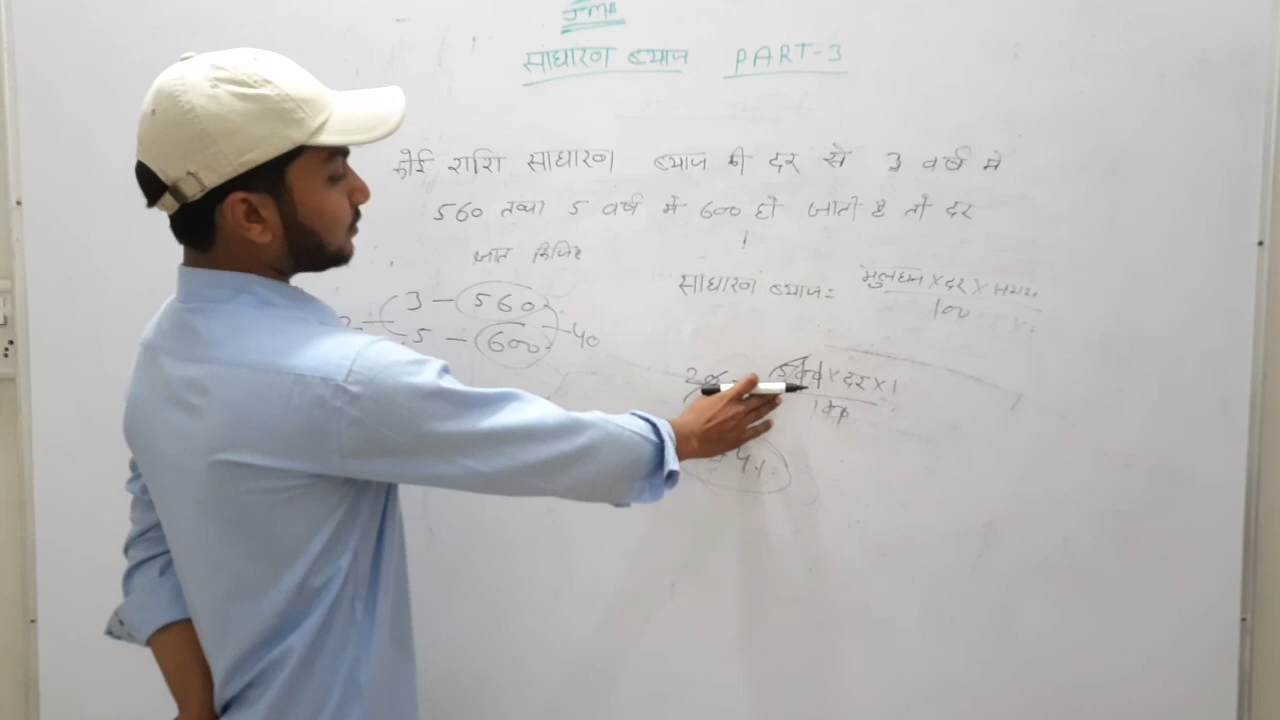 साधारण ब्याज PART-3
कोई राशि साधारण ब्याज की दर से 3 वर्ष मे
560 तथा 5 वर्ष में 600 हो जाती है तो दर
ज्ञात किजिए
साधारण ब्याज = मुलधन × दर × समय
100
3 - 560
5 - 600
40
× दर × 1
100
4%